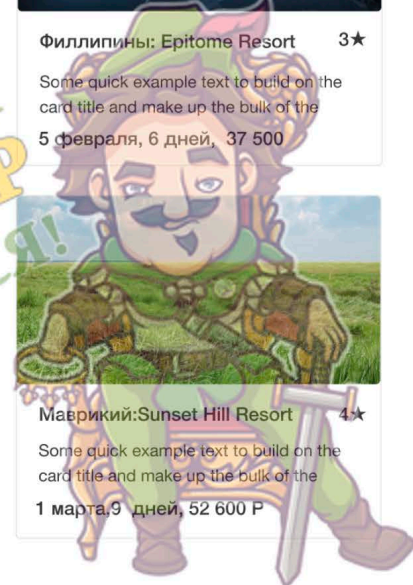 Филлипины: Epitome Resort 3★
Some quick example text to build on the
card title and make up the bulk of the
5 февраля, 6 дней, 37 500
Маврикий:Sunset Hill Resort 4★
Some quick example text to build on the
card title and make up the bulk of the
1 марта,9 дней, 52 600 Р